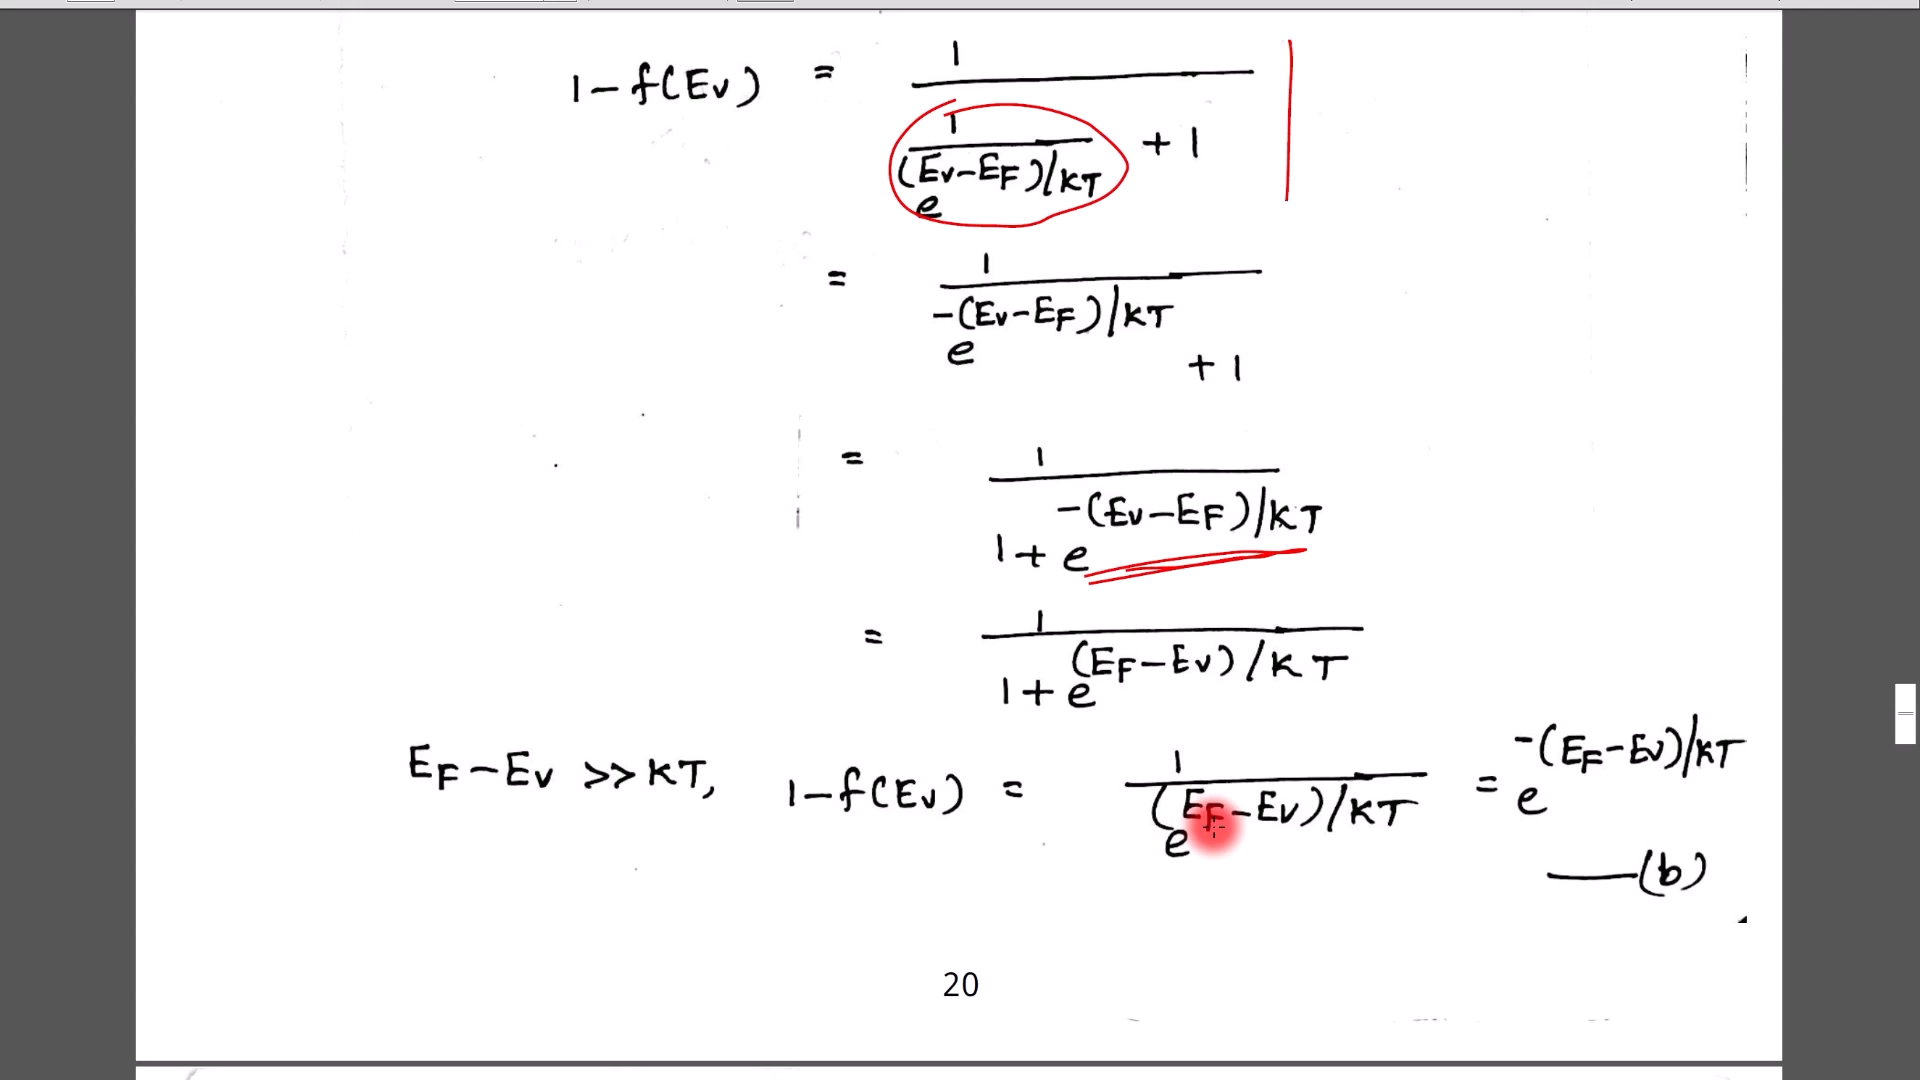 1 - f(Ev) = 1
1
e^(Ev-EF)/KT + 1
= 1
e^-(Ev-EF)/KT + 1
= 1
1 + e^-(Ev-EF)/KT
= 1
1 + e^(EF-Ev)/KT
EF-Ev >> KT, 1-f(Ev) = 1 / e^(EF-Ev)/KT = e^-(EF-Ev)/KT
(b)
20